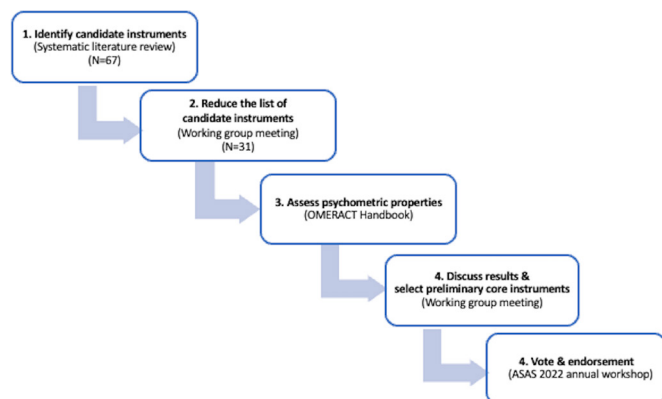 1. Identify candidate instruments
(Systematic literature review)
(N=67)
2. Reduce the list of
candidate instruments
(Working group meeting)
(N=31)
3. Assess psychometric properties
(OMERACT Handbook)
4. Discuss results &
select preliminary core instruments
(Working group meeting)
4. Vote & endorsement
(ASAS 2022 annual workshop)